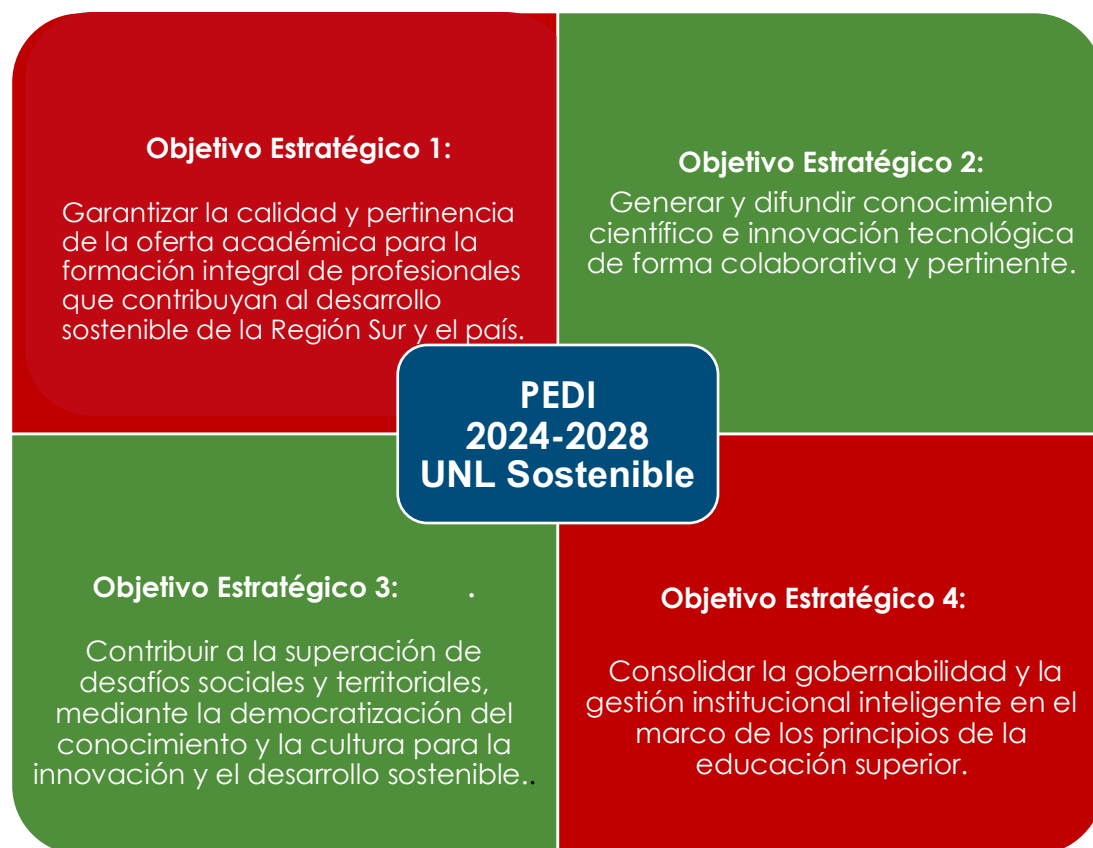 Objetivo Estratégico 1:
Garantizar la calidad y pertinencia
de la oferta académica para la
formación integral de profesionales
que contribuyan al desarrollo
sostenible de la Región Sur y el país.
Objetivo Estratégico 2:
Generar y difundir conocimiento
científico e innovación tecnológica
de forma colaborativa y pertinente.
PEDI
2024-2028
UNL Sostenible
Objetivo Estratégico 3: .
Contribuir a la superación de
desafíos sociales y territoriales,
mediante la democratización del
conocimiento y la cultura para la
innovación y el desarrollo sostenible..
Objetivo Estratégico 4:
Consolidar la gobernabilidad y la
gestión institucional inteligente en el
marco de los principios de la
educación superior.